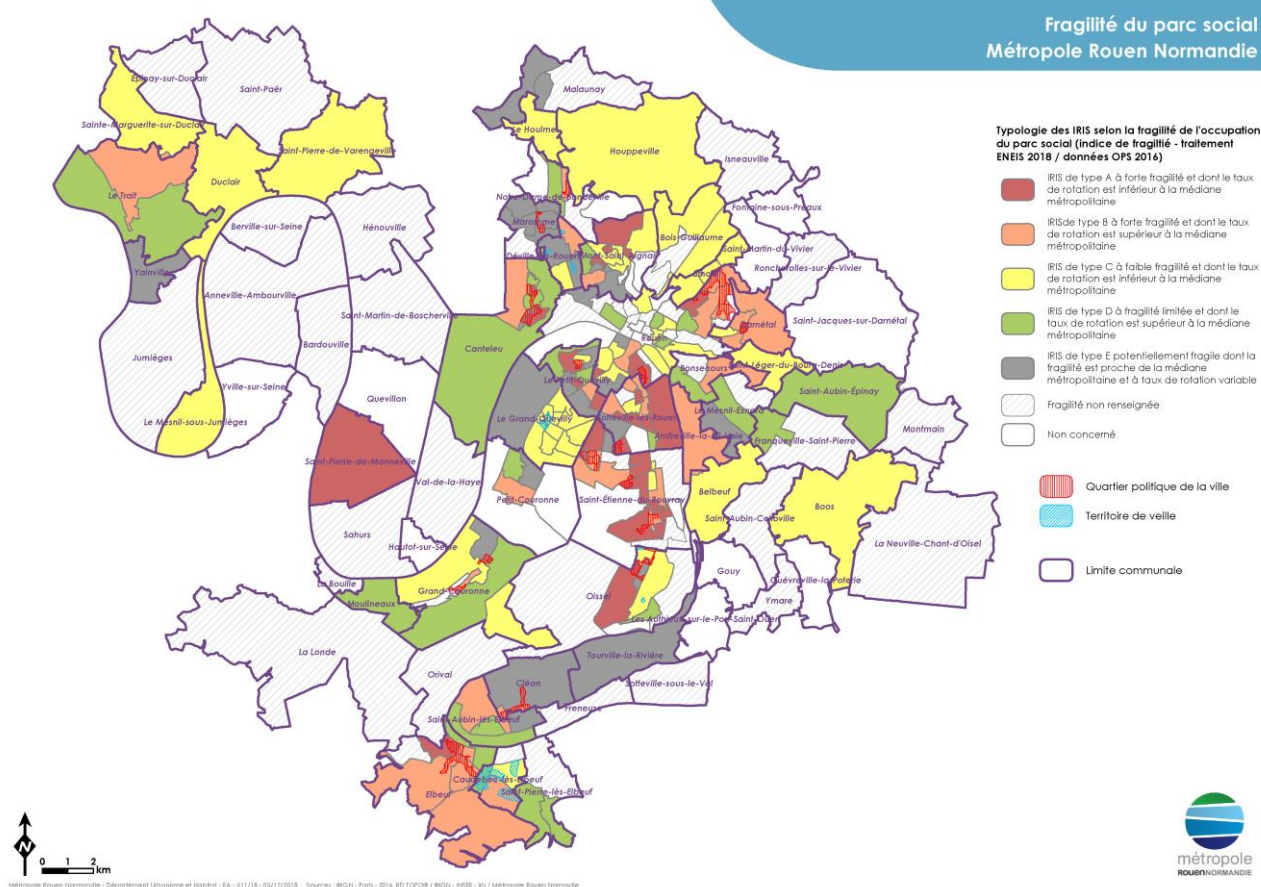 Fragilité du parc social
Métropole Rouen Normandie
Typologie des IRIS selon la fragilité de l'occupation
du parc social (indice de fragiltié - traitement
ENEIS 2018 / données OPS 2016)
IRIS de type A à forte fragilité et dont le taux
de rotation est inférieur à la médiane
métropolitaine
IRISde type B à forte fragilité et dont le taux
de rotation est supérieur à la médiane
métropolitaine
IRIS de type C à faible fragilité et dont le taux
de rotation est inférieur à la médiane
métropolitaine
IRIS de type D à fragilité limitée et dont le
taux de rotation est supérieur à la médiane
métropolitaine
IRIS de type E potentiellement fragile dont la
fragilité est proche de la médiane
métropolitaine et à taux de rotation variable
Fragilité non renseignée
Non concerné
Quartier politique de la ville
Territoire de veille
Limite communale
Épinay-sur-Duclair
Saint-Paër
Malaunay
Sainte-Marguerite-sur-Duclair
Le Houlme
Saint-Pierre-de-Varengeville
Houppeville
Isneauville
Duclair
Le Trait
Notre-Dame-de-Bondeville
Fontaine-sous-Préaux
Berville-sur-Seine
Hénouville
Maromme
Bois-Guillaume
Saint-Martin-du-Vivier
Déville-lès-Rouen
Mont-Saint-Aignan
Yainville
Roncherolles-sur-le-Vivier
Bihorel
Anneville-Ambourville
Saint-Martin-de-Boscherville
Darnétal
Saint-Jacques-sur-Darnétal
Rouen
Canteleu
Jumièges
Bardouville
Bonsecours
Saint-Léger-du-Bourg-Denis
Yville-sur-Seine
Le Petit-Quevilly
Quevillon
Saint-Aubin-Épinay
Le Mesnil-sous-Jumièges
Le Grand-Quevilly
Sotteville-lès-Rouen
Le Mesnil-Esnard
Amfreville-la-Mi-Voie
Franqueville-Saint-Pierre
Montmain
Saint-Pierre-de-Manneville
Val-de-la-Haye
Petit-Couronne
Saint-Étienne-du-Rouvray
Belbeuf
Boos
Saint-Aubin-Celloville
Sahurs
Hautot-sur-Seine
La Neuville-Chant-d'Oisel
La Bouille
Gouy
Quévreville-la-Poterie
Moulineaux
Grand-Couronne
Oissel
Ymare
Les Authieux-sur-le-Port-Saint-Ouen
La Londe
Orival
Tourville-la-Rivière
Cléon
Sotteville-sous-le-Val
Freneuse
Saint-Aubin-lès-Elbeuf
Caudebec-lès-Elbeuf
Elbeuf
Saint-Pierre-lès-Elbeuf
N
0 1 2
km
métropole
ROUENNORMANDIE